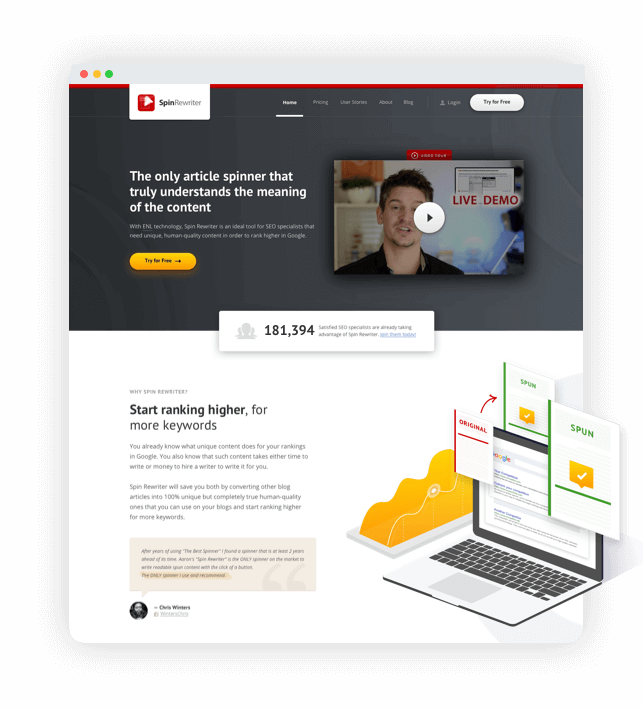 SpinRewriter
Home
Pricing
User Stories
About
Blog
Login
Try for Free
The only article spinner that
truly understands the meaning
of the content
With ENL technology, Spin Rewriter is an ideal tool for SEO specialists that
need unique, human-quality content in order to rank higher in Google.
Try for Free
VIDEO TOUR
LIVE DEMO
181,394
Satisfied SEO specialists are already taking
advantage of Spin Rewriter. Join them today!
WHY SPIN REWRITER?
Start ranking higher, for
more keywords
You already know what unique content does for your rankings
in Google. You also know that such content takes either time to
write or money to hire a writer to write it for you.
Spin Rewriter will save you both by converting other blog
articles into 100% unique but completely true human-quality
ones that you can use on your blogs and start ranking higher
for more keywords.
After years of using "The Best Spinner" I found a spinner that is at least 2 years
ahead of its time. Aaron's "Spin Rewriter" is the ONLY spinner on the market to
write readable spun content with the click of a button.
The ONLY spinner I use and recommend.
— Chris Winters
WintersChris
ORIGINAL
SPUN
SPUN